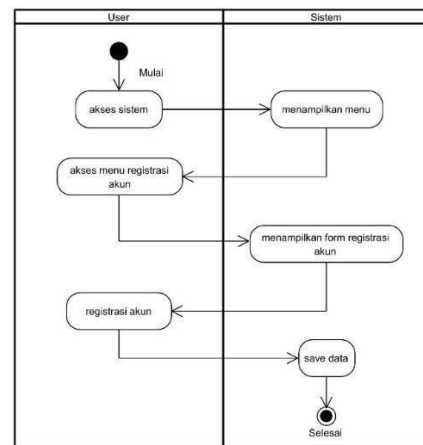 User
Sistem
Mulai
akses sistem
menampilkan menu
akses menu registrasi
akun
menampilkan form registrasi
akun
registrasi akun
save data
Selesai